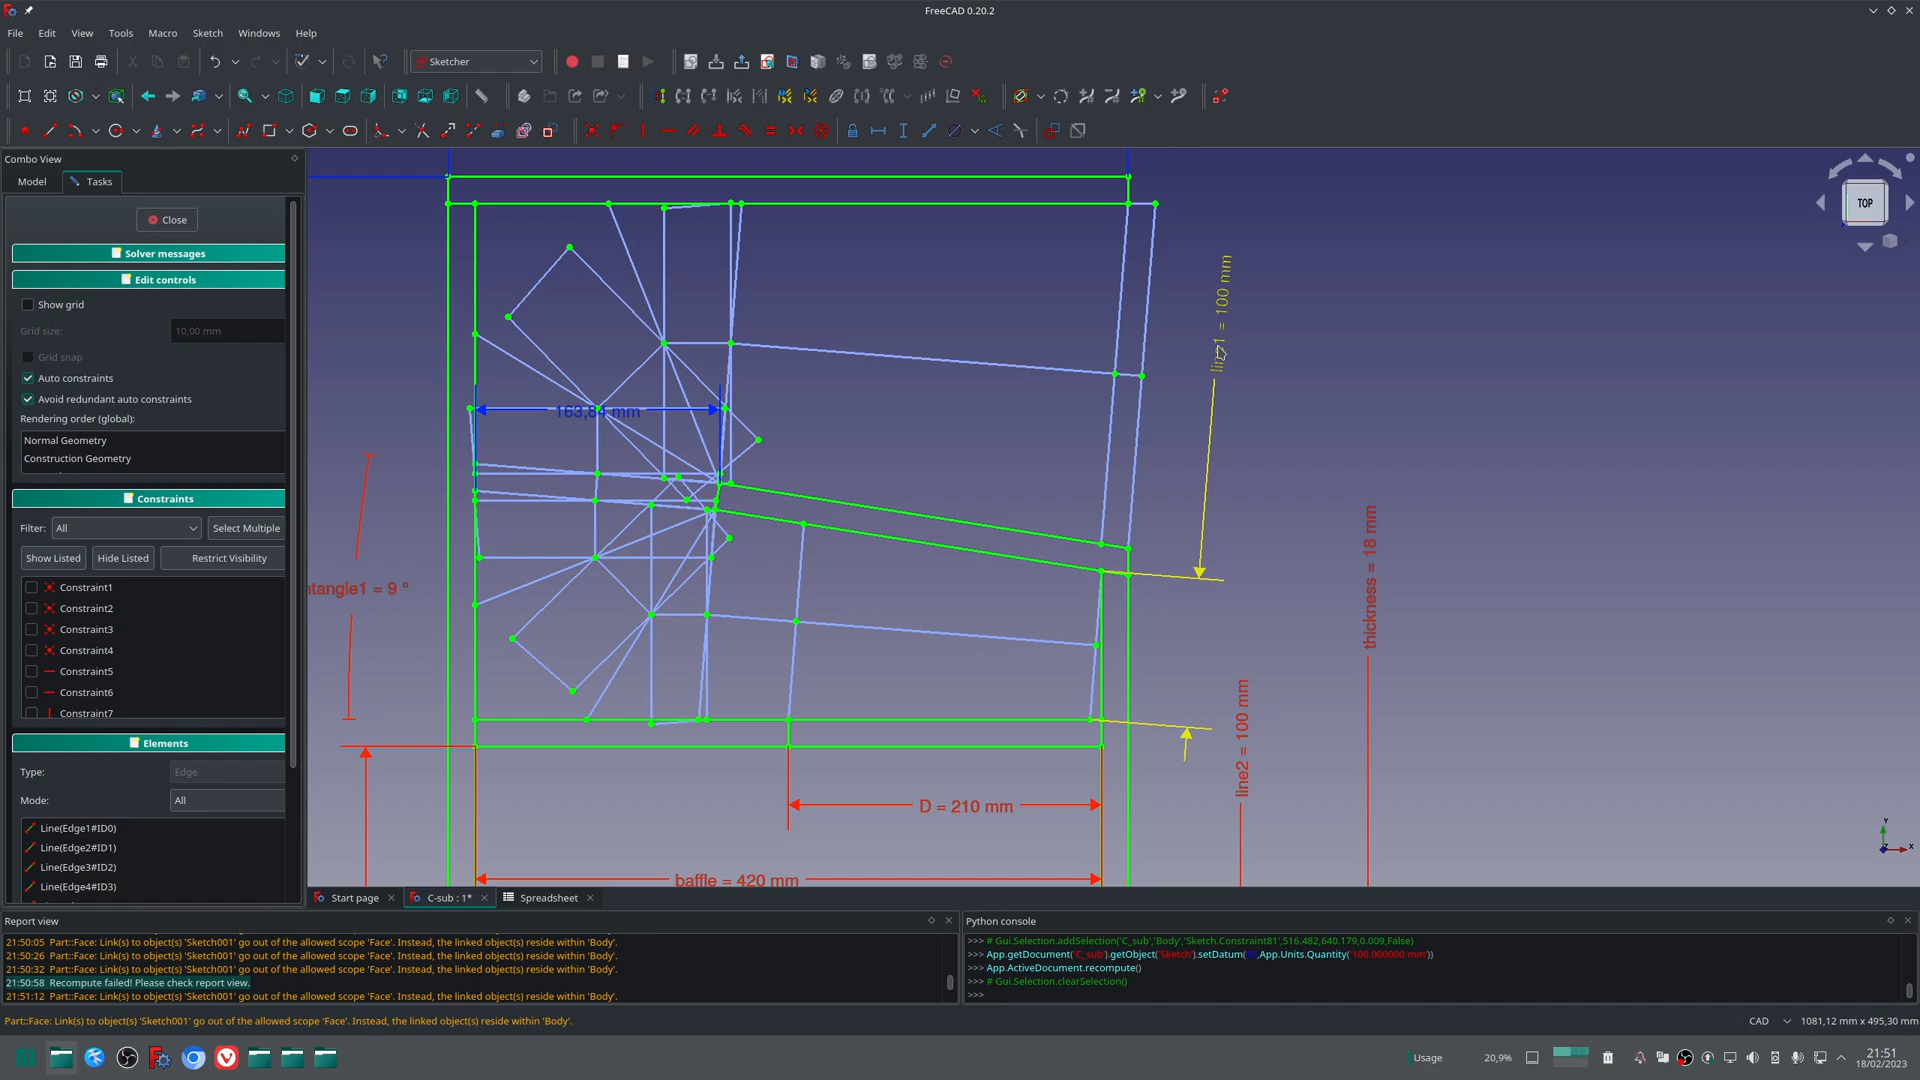 FreeCAD 0.20.2
File Edit View Tools Macro Sketch Windows Help
Sketcher
Combo View
Model Tasks
Close
Solver messages
Edit controls
Show grid
Grid size: 10,00 mm
Grid snap
Auto constraints
Avoid redundant auto constraints
Rendering order (global):
Normal Geometry
Construction Geometry
Constraints
Filter: All Select Multiple
Show Listed Hide Listed Restrict Visibility
Constraint1
Constraint2
Constraint3
Constraint4
Constraint5
Constraint6
Constraint7
Elements
Type: Edge
Mode: All
Line(Edge1#ID0)
Line(Edge2#ID1)
Line(Edge3#ID2)
Line(Edge4#ID3)
TOP
line1 = 100 mm
163,84 mm
ntangle1 = 9 °
thickness = 18 mm
line2 = 100 mm
D = 210 mm
baffle = 420 mm
Y
X
Z
Start page C-sub : 1* Spreadsheet
Report view
21:50:05 Part::Face: Link(s) to object(s) 'Sketch001' go out of the allowed scope 'Face'. Instead, the linked object(s) reside within 'Body'.
21:50:26 Part::Face: Link(s) to object(s) 'Sketch001' go out of the allowed scope 'Face'. Instead, the linked object(s) reside within 'Body'.
21:50:32 Part::Face: Link(s) to object(s) 'Sketch001' go out of the allowed scope 'Face'. Instead, the linked object(s) reside within 'Body'.
21:50:58 Recompute failed! Please check report view.
21:51:12 Part::Face: Link(s) to object(s) 'Sketch001' go out of the allowed scope 'Face'. Instead, the linked object(s) reside within 'Body'.
Python console
>>> # Gui.Selection.addSelection('C_sub','Body','Sketch.Constraint81',516.482,640.179,0.009,False)
>>> App.getDocument('C_sub').getObject('Sketch').setDatum( ,App.Units.Quantity('100.000000 mm'))
>>> App.ActiveDocument.recompute()
>>> # Gui.Selection.clearSelection()
>>>
Part::Face: Link(s) to object(s) 'Sketch001' go out of the allowed scope 'Face'. Instead, the linked object(s) reside within 'Body'.
CAD 1081,12 mm x 495,30 mm
Usage 20,9%
21:51
18/02/2023